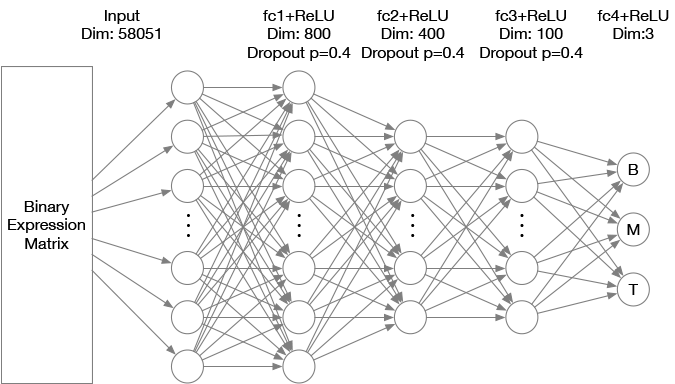 Input
Dim: 58051
fc1+ReLU
Dim: 800
Dropout p=0.4
fc2+ReLU
Dim: 400
Dropout p=0.4
fc3+ReLU
Dim: 100
Dropout p=0.4
fc4+ReLU
Dim:3
Binary
Expression
Matrix
B
M
T